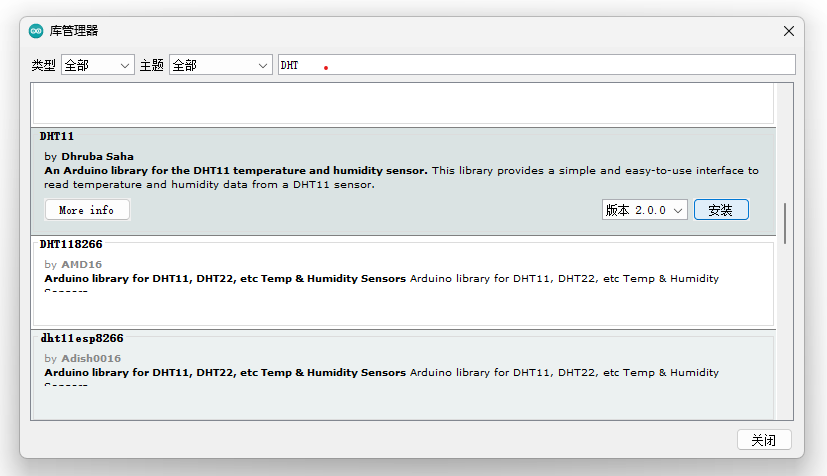 库管理器
类型 全部 主题 全部 DHT
DHT11
by Dhruba Saha
An Arduino library for the DHT11 temperature and humidity sensor. This library provides a simple and easy-to-use interface to
read temperature and humidity data from a DHT11 sensor.
More info 版本 2.0.0 安装
DHT118266
by AMD16
Arduino library for DHT11, DHT22, etc Temp & Humidity Sensors Arduino library for DHT11, DHT22, etc Temp & Humidity
Sensors
dht11esp8266
by Adish0016
Arduino library for DHT11, DHT22, etc Temp & Humidity Sensors Arduino library for DHT11, DHT22, etc Temp & Humidity
Sensors
关闭